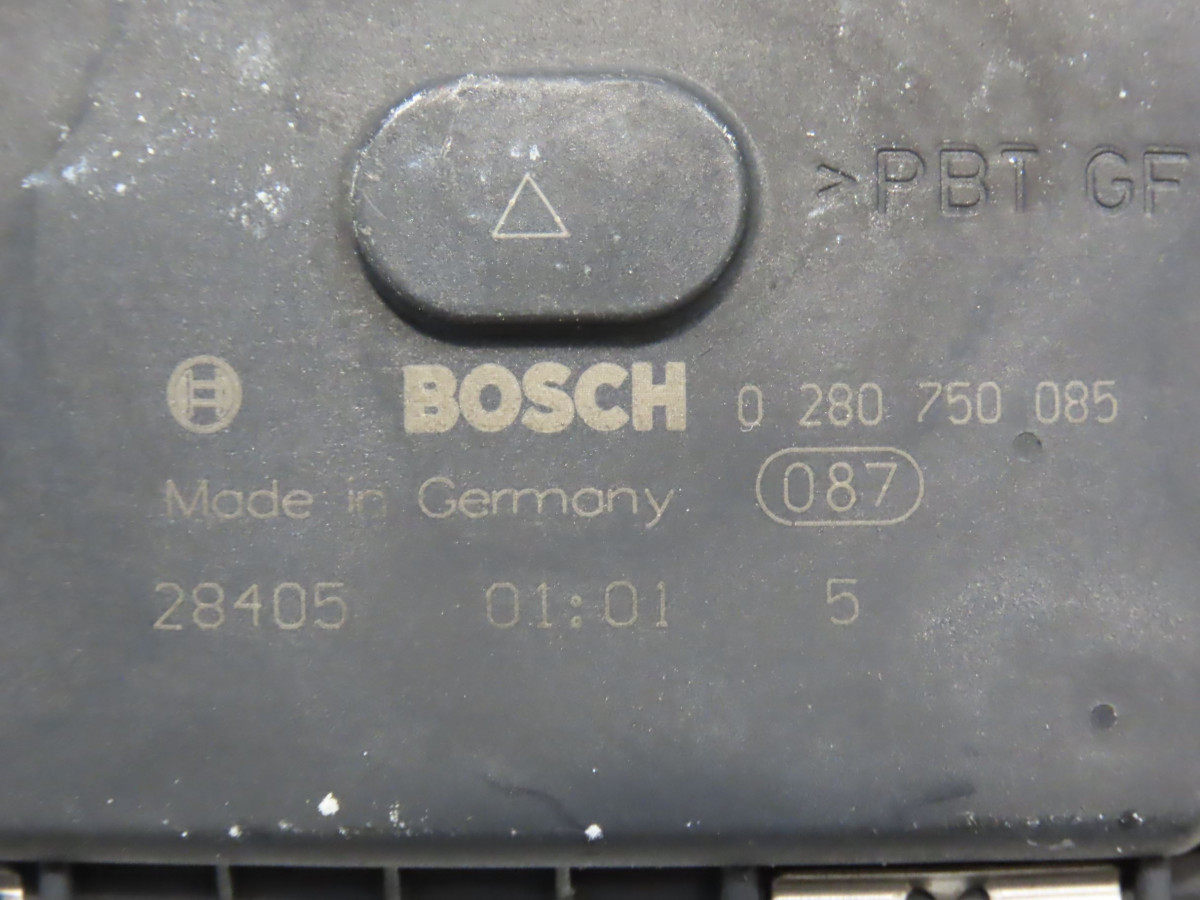 >PBT GF
BOSCH 0 280 750 085
Made in Germany 087
28405 01:01 5